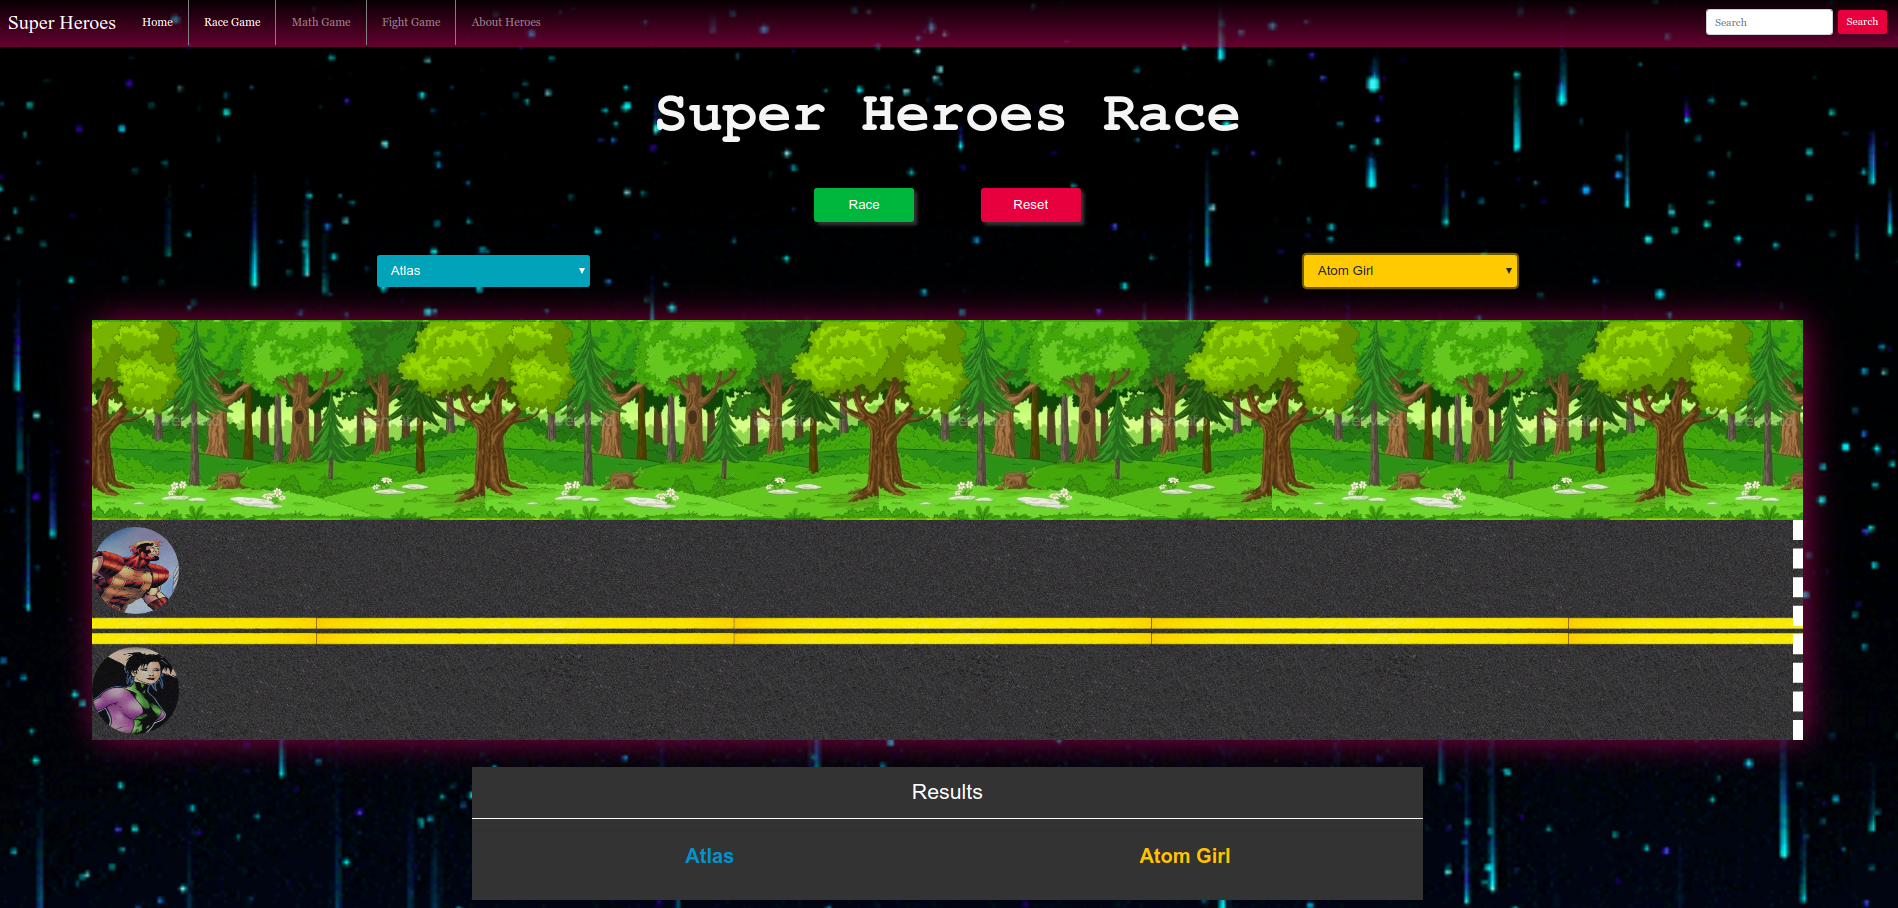 Super Heroes Home Race Game Math Game Fight Game About Heroes Search Search
Super Heroes Race
Race Reset
Atlas Atom Girl
Results
Atlas Atom Girl